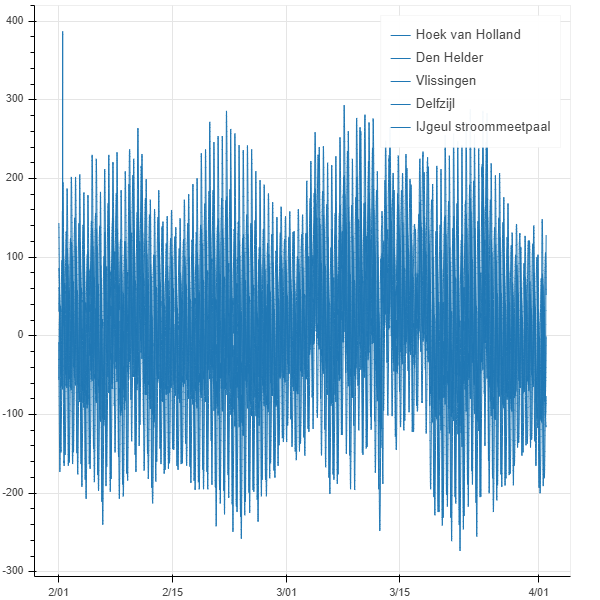 400
300
200
100
0
-100
-200
-300
2/01
2/15
3/01
3/15
4/01
Hoek van Holland
Den Helder
Vlissingen
Delfzijl
IJgeul stroommeetpaal